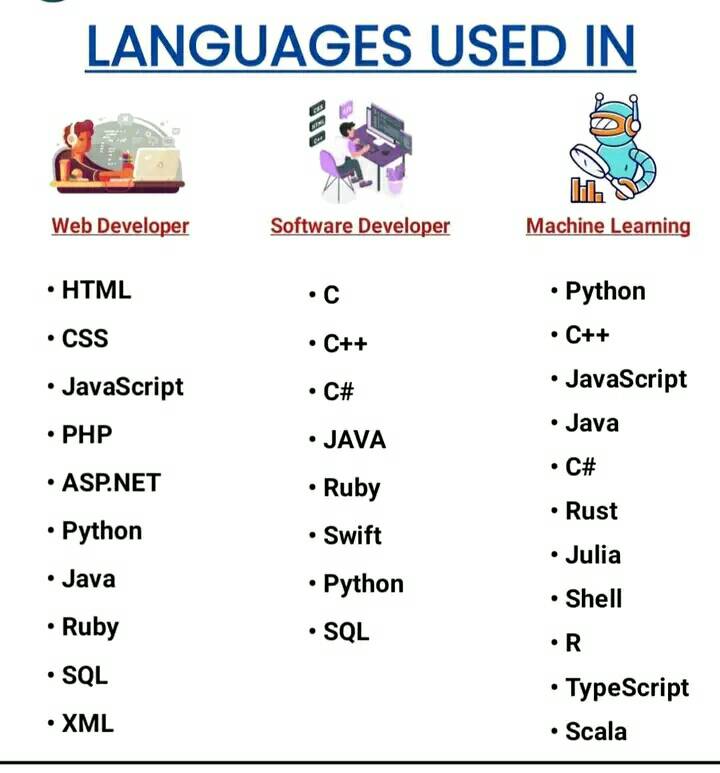 LANGUAGES USED IN
Web Developer
• HTML
• CSS
• JavaScript
• PHP
• ASP.NET
• Python
• Java
• Ruby
• SQL
• XML
Software Developer
• C
• C++
• C#
• JAVA
• Ruby
• Swift
• Python
• SQL
Machine Learning
• Python
• C++
• JavaScript
• Java
• C#
• Rust
• Julia
• Shell
• R
• TypeScript
• Scala